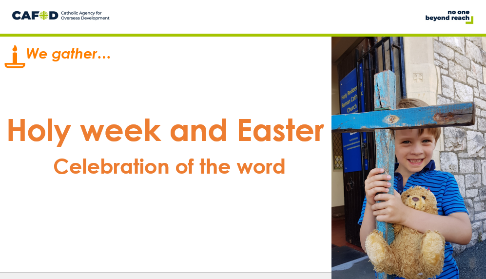 CAFOD Catholic Agency for
Overseas Development
no one
beyond reach
We gather...
Holy week and Easter
Celebration of the word